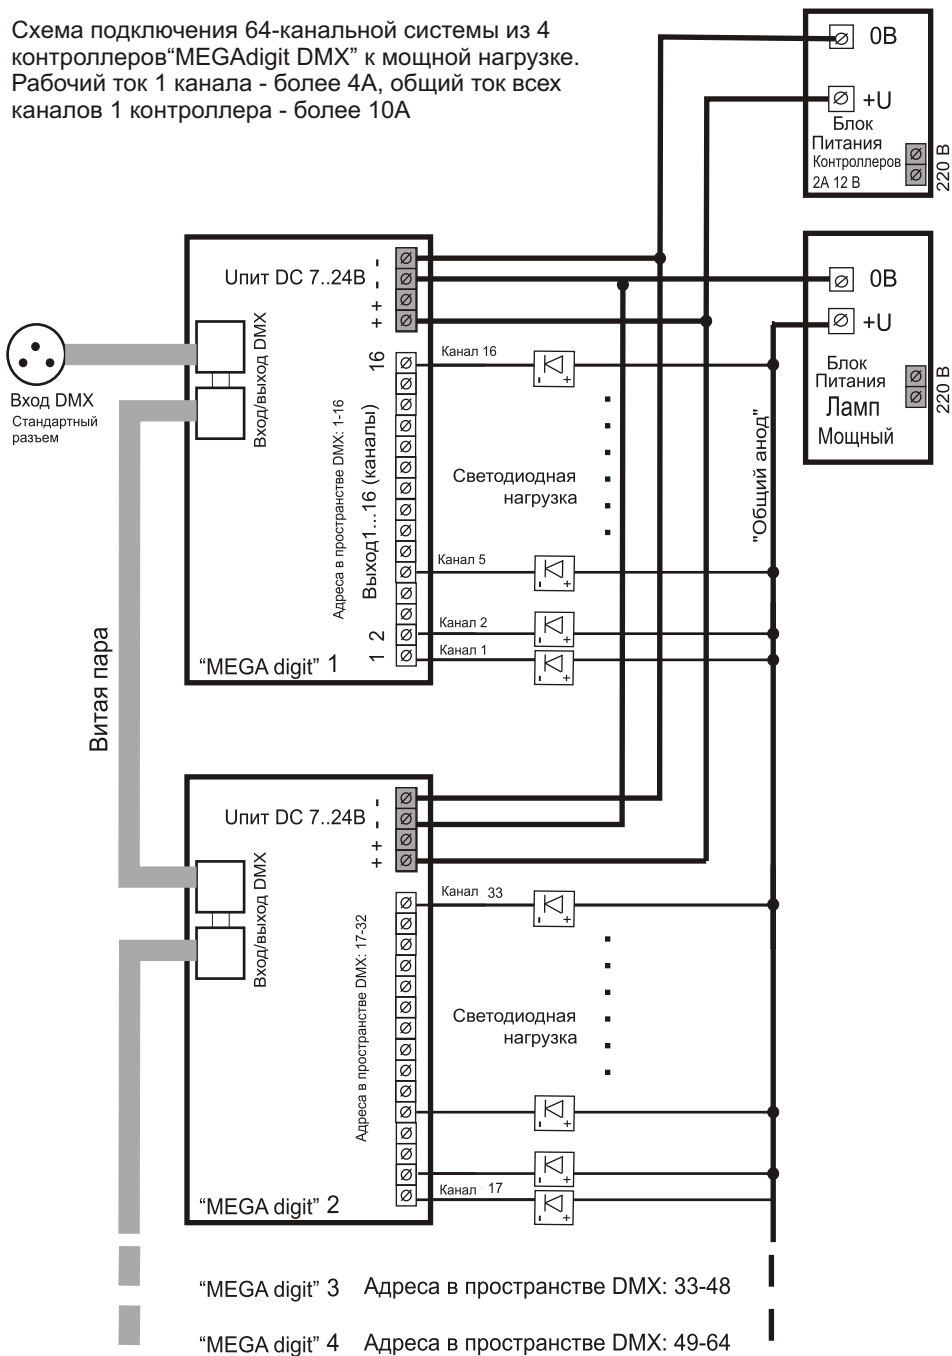 Схема подключения 64-канальной системы из 4
контроллеров“MEGAdigit DMX” к мощной нагрузке.
Рабочий ток 1 канала - более 4А, общий ток всех
каналов 1 контроллера - более 10А
0В
+U
Блок
Питания
Контроллеров
2А 12 В
220 В
0В
+U
Блок
Питания
Ламп
Мощный
220 В
Uпит DC 7..24В
+ + - -
Вход/выход DMX
Вход DMX
Стандартный
разъем
Адреса в пространстве DMX: 1-16
Выход1...16 (каналы)
16
2
1
“MEGA digit” 1
Канал 16
Светодиодная
нагрузка
Канал 5
Канал 2
Канал 1
- +
- +
- +
- +
"Общий анод"
Витая пара
Uпит DC 7..24В
+ + - -
Вход/выход DMX
Адреса в пространстве DMX: 17-32
“MEGA digit” 2
Канал 33
Светодиодная
нагрузка
Канал 17
- +
- +
- +
- +
“MEGA digit” 3 Адреса в пространстве DMX: 33-48
“MEGA digit” 4 Адреса в пространстве DMX: 49-64